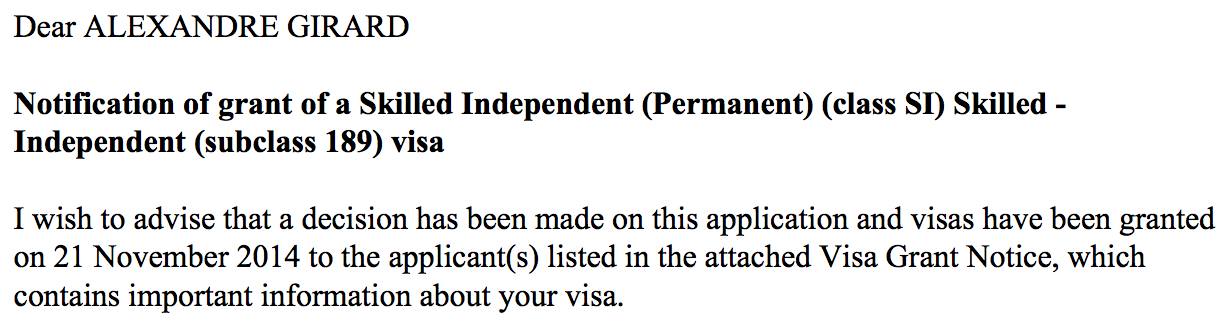 Dear ALEXANDRE GIRARD
Notification of grant of a Skilled Independent (Permanent) (class SI) Skilled -
Independent (subclass 189) visa
I wish to advise that a decision has been made on this application and visas have been granted
on 21 November 2014 to the applicant(s) listed in the attached Visa Grant Notice, which
contains important information about your visa.